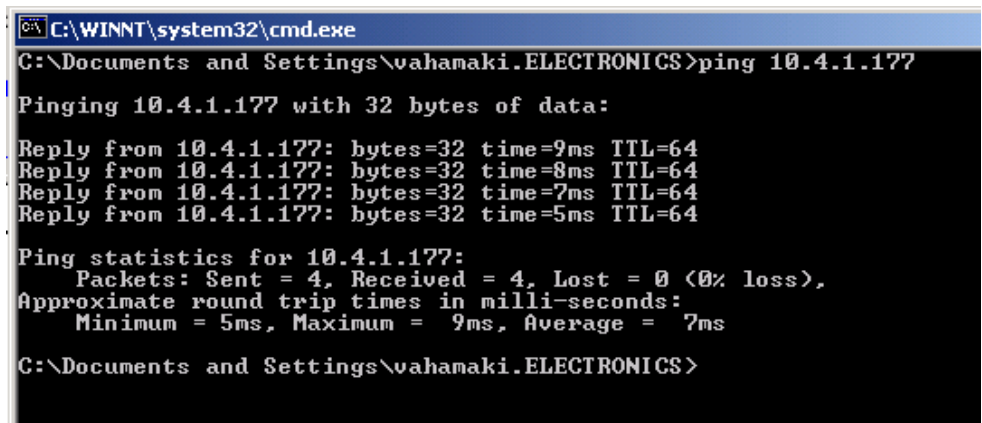 C:\WINNT\system32\cmd.exe
C:\Documents and Settings\vahamaki.ELECTRONICS>ping 10.4.1.177
Pinging 10.4.1.177 with 32 bytes of data:
Reply from 10.4.1.177: bytes=32 time=9ms TTL=64
Reply from 10.4.1.177: bytes=32 time=8ms TTL=64
Reply from 10.4.1.177: bytes=32 time=7ms TTL=64
Reply from 10.4.1.177: bytes=32 time=5ms TTL=64
Ping statistics for 10.4.1.177:
    Packets: Sent = 4, Received = 4, Lost = 0 (0% loss),
Approximate round trip times in milli-seconds:
    Minimum = 5ms, Maximum =  9ms, Average =  7ms
C:\Documents and Settings\vahamaki.ELECTRONICS>